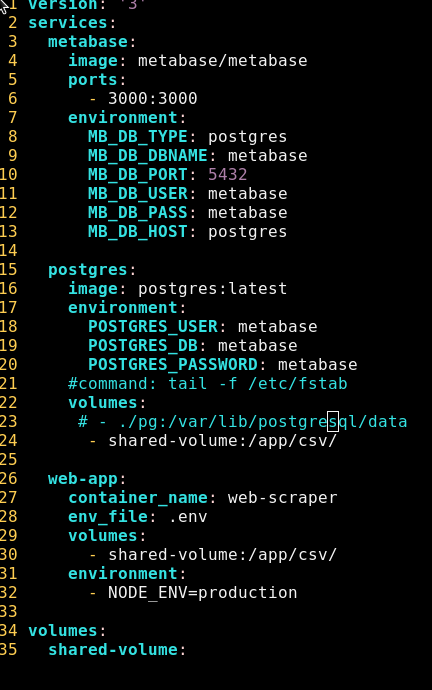 1 version: '3'
2 services:
3   metabase:
4     image: metabase/metabase
5     ports:
6       - 3000:3000
7     environment:
8       MB_DB_TYPE: postgres
9       MB_DB_DBNAME: metabase
10       MB_DB_PORT: 5432
11       MB_DB_USER: metabase
12       MB_DB_PASS: metabase
13       MB_DB_HOST: postgres
14
15   postgres:
16     image: postgres:latest
17     environment:
18       POSTGRES_USER: metabase
19       POSTGRES_DB: metabase
20       POSTGRES_PASSWORD: metabase
21     #command: tail -f /etc/fstab
22     volumes:
23      # - ./pg:/var/lib/postgresql/data
24       - shared-volume:/app/csv/
25
26   web-app:
27     container_name: web-scraper
28     env_file: .env
29     volumes:
30       - shared-volume:/app/csv/
31     environment:
32       - NODE_ENV=production
33
34 volumes:
35   shared-volume: